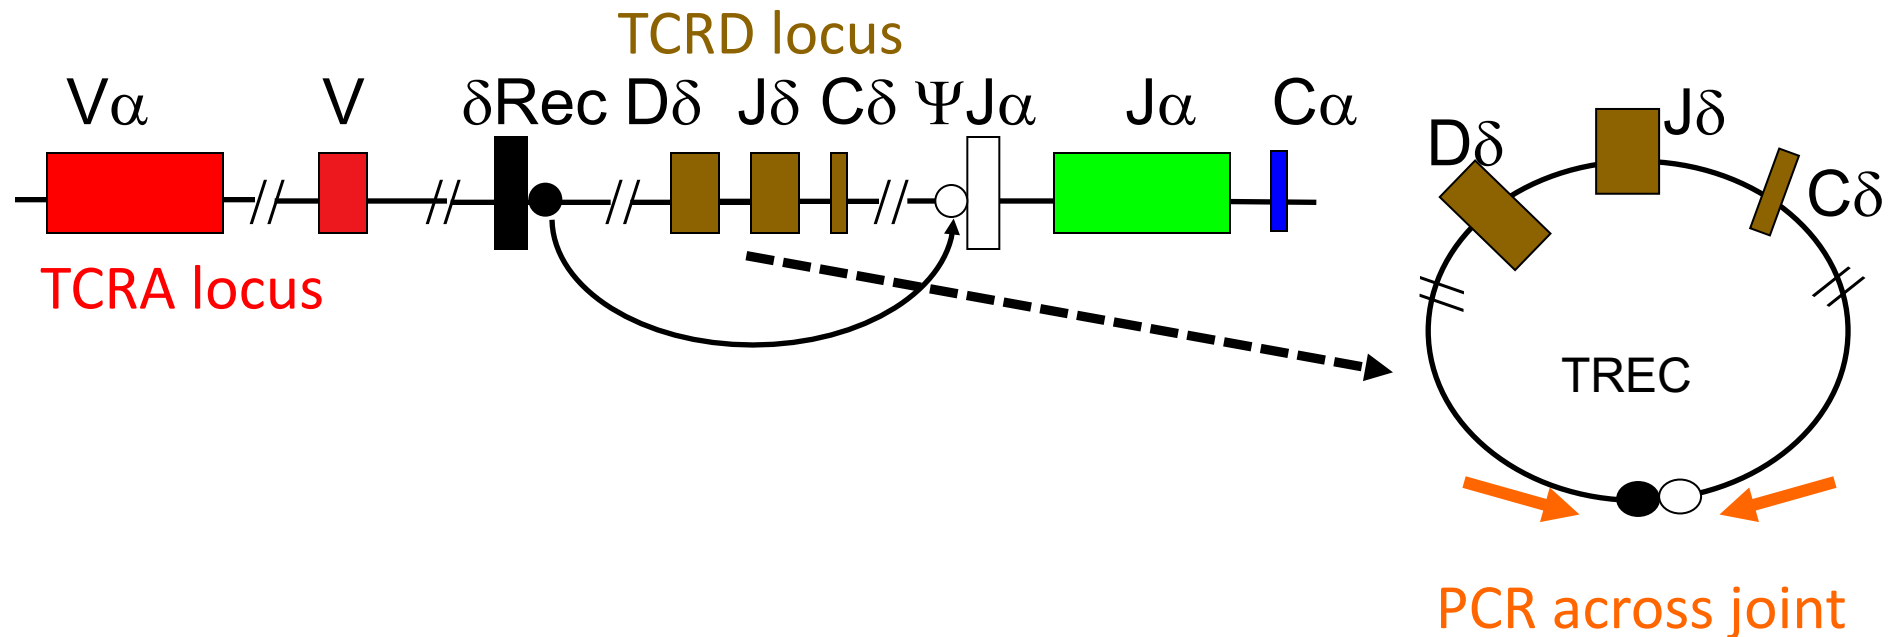 TCRD locus
Vα V δRec Dδ Jδ Cδ ΨJα Jα Cα
TCRA locus
Dδ Jδ Cδ
TREC
PCR across joint